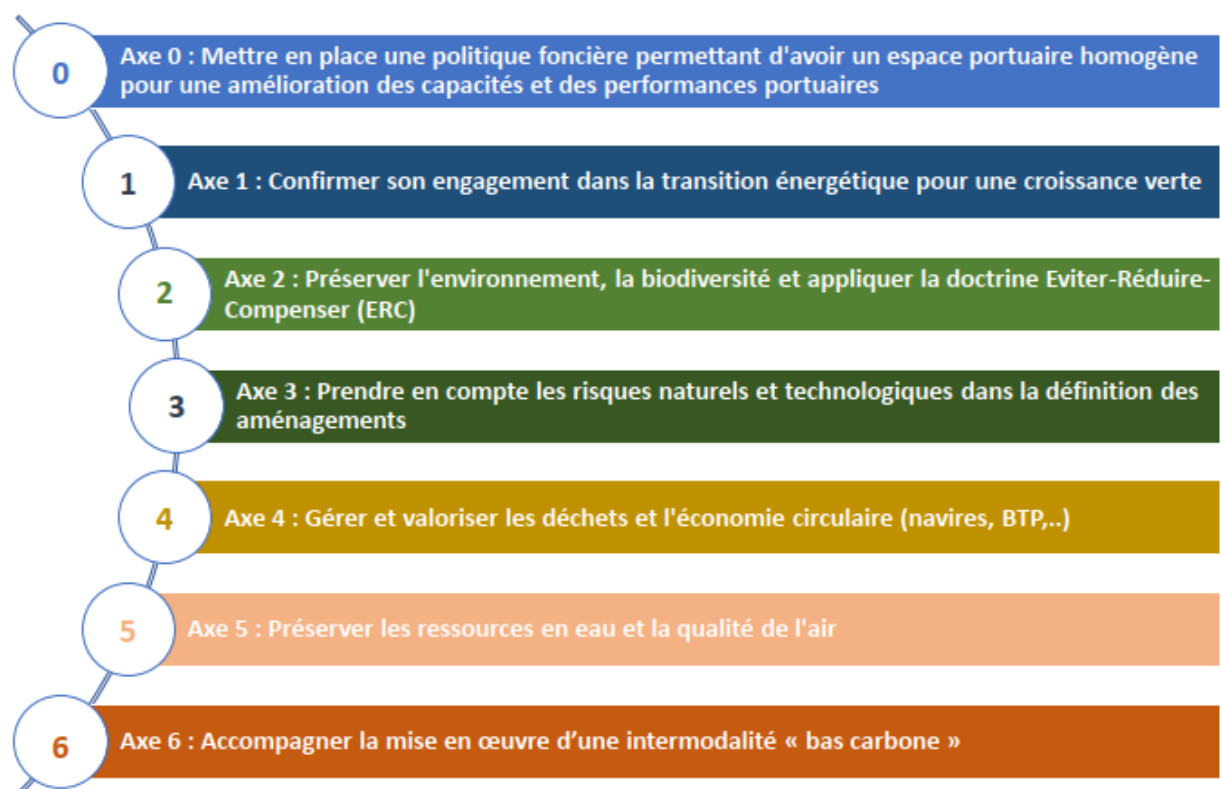 0
Axe 0 : Mettre en place une politique foncière permettant d'avoir un espace portuaire homogène
pour une amélioration des capacités et des performances portuaires
1
Axe 1 : Confirmer son engagement dans la transition énergétique pour une croissance verte
2
Axe 2 : Préserver l'environnement, la biodiversité et appliquer la doctrine Eviter-Réduire-
Compenser (ERC)
3
Axe 3 : Prendre en compte les risques naturels et technologiques dans la définition des
aménagements
4
Axe 4 : Gérer et valoriser les déchets et l'économie circulaire (navires, BTP,..)
5
Axe 5 : Préserver les ressources en eau et la qualité de l'air
6
Axe 6 : Accompagner la mise en œuvre d’une intermodalité « bas carbone »